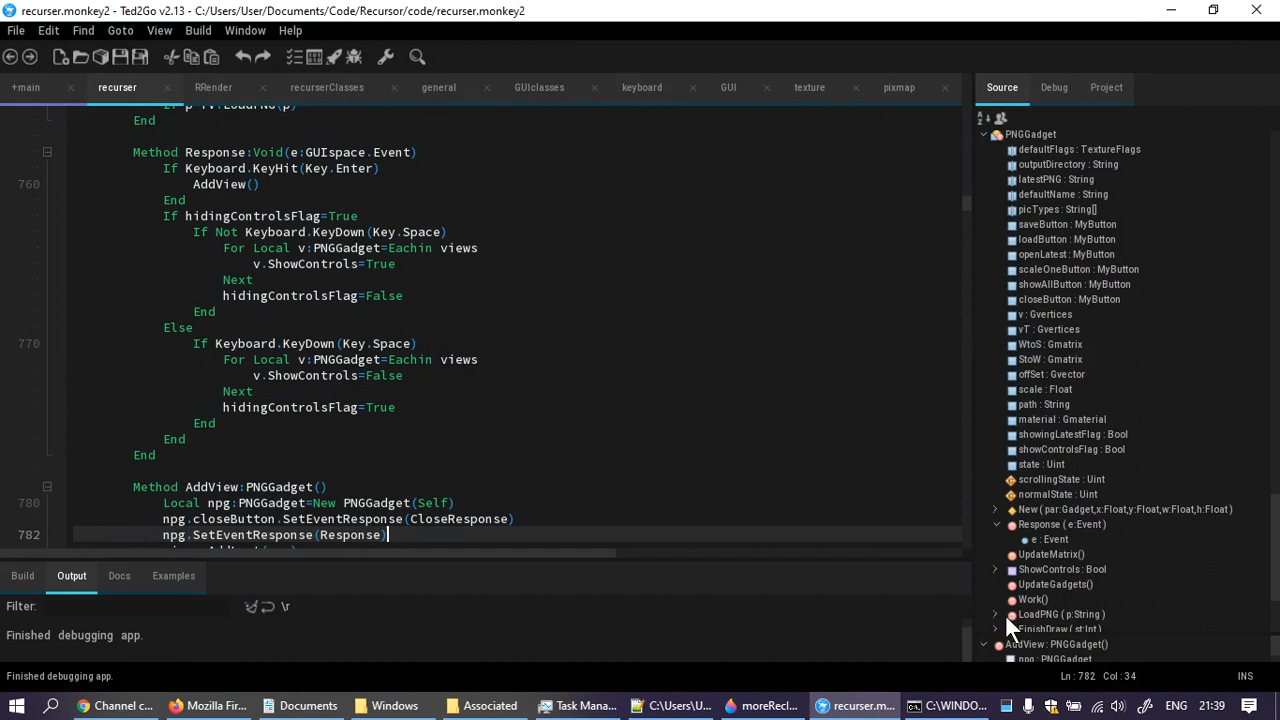 recurser.monkey2 - Ted2Go v2.13 - C:/Users/User/Documents/Code/Recursor/code/recurser.monkey2
File Edit Find Goto View Build Window Help
+main recurser RRender recurserClasses general GUIclasses keyboard GUI texture pixmap
End
Method Response:Void(e:GUIspace.Event)
If Keyboard.KeyHit(Key.Enter)
760 AddView()
End
If hidingControlsFlag=True
If Not Keyboard.KeyDown(Key.Space)
For Local v:PNGGadget=Eachin views
v.ShowControls=True
Next
hidingControlsFlag=False
End
Else
770 If Keyboard.KeyDown(Key.Space)
For Local v:PNGGadget=Eachin views
v.ShowControls=False
Next
hidingControlsFlag=True
End
End
End
Method AddView:PNGGadget()
780 Local npg:PNGGadget=New PNGGadget(Self)
npg.closeButton.SetEventResponse(CloseResponse)
782 npg.SetEventResponse(Response)
Source Debug Project
PNGGadget
defaultFlags : TextureFlags
outputDirectory : String
latestPNG : String
defaultName : String
picTypes : String[]
saveButton : MyButton
loadButton : MyButton
openLatest : MyButton
scaleOneButton : MyButton
showAllButton : MyButton
closeButton : MyButton
v : Gvertices
vT : Gvertices
WtoS : Gmatrix
StoW : Gmatrix
offSet : Gvector
scale : Float
path : String
material : Gmaterial
showingLatestFlag : Bool
showControlsFlag : Bool
state : Uint
scrollingState : Uint
normalState : Uint
New ( par:Gadget,x:Float,y:Float,w:Float,h:Float )
Response ( e:Event )
e : Event
UpdateMatrix()
ShowControls : Bool
UpdateGadgets()
Work()
LoadPNG ( p:String )
FinishDraw ( st:Int )
AddView : PNGGadget()
npg : PNGGadget
Build Output Docs Examples
Filter: \r
Finished debugging app.
Finished debugging app. Ln : 782 Col : 34 INS
Channel c... Mozilla Fir... Documents Windows Associated Task Mana... C:\Users\U... moreRecl... recurser.m... C:\WINDO... ENG 21:39